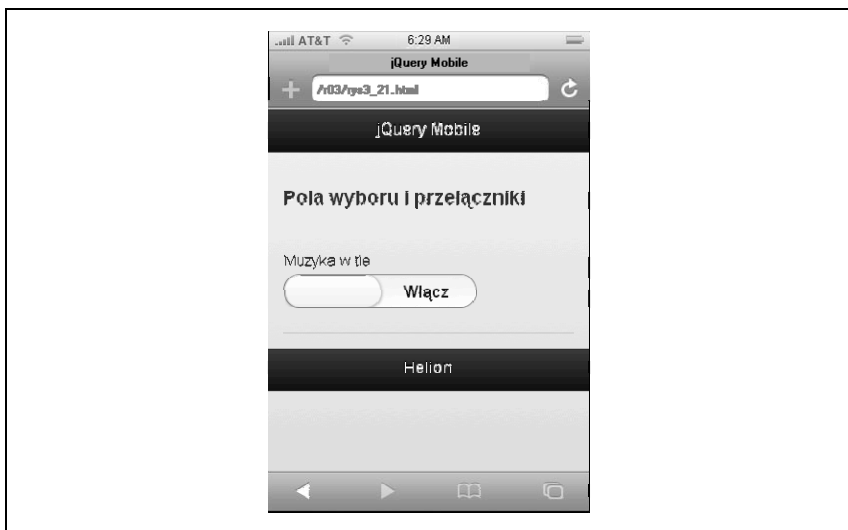 AT&T 6:29 AM
jQuery Mobile
/r03/rys3_21.html
jQuery Mobile
Pola wyboru i przełączniki
Muzyka w tle
Włącz
Helion